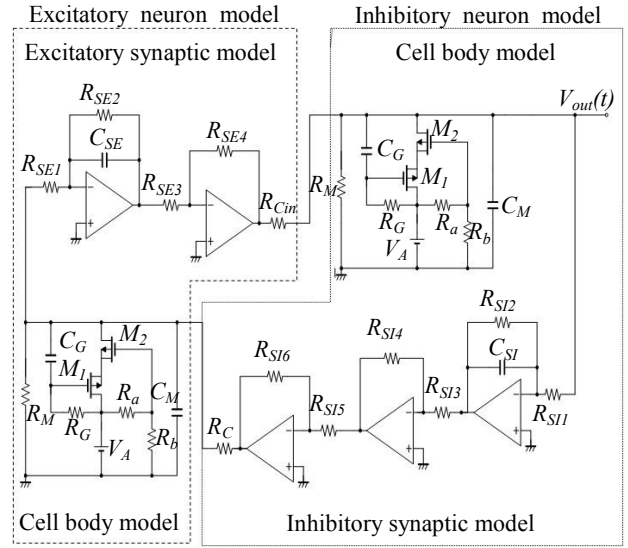 Excitatory neuron model
Inhibitory neuron model
Excitatory synaptic model
Cell body model
R_SE2
C_SE
R_SE1
R_SE4
R_SE3
R_Cin
V_out(t)
M_2
C_G
M_1
R_M
R_G
R_a
C_M
V_A
R_b
R_SI2
C_SI
R_SI1
R_SI4
R_SI3
R_SI6
R_SI5
R_C
C_G
M_2
M_1
R_a
C_M
R_M
R_G
V_A
R_b
Cell body model
Inhibitory synaptic model